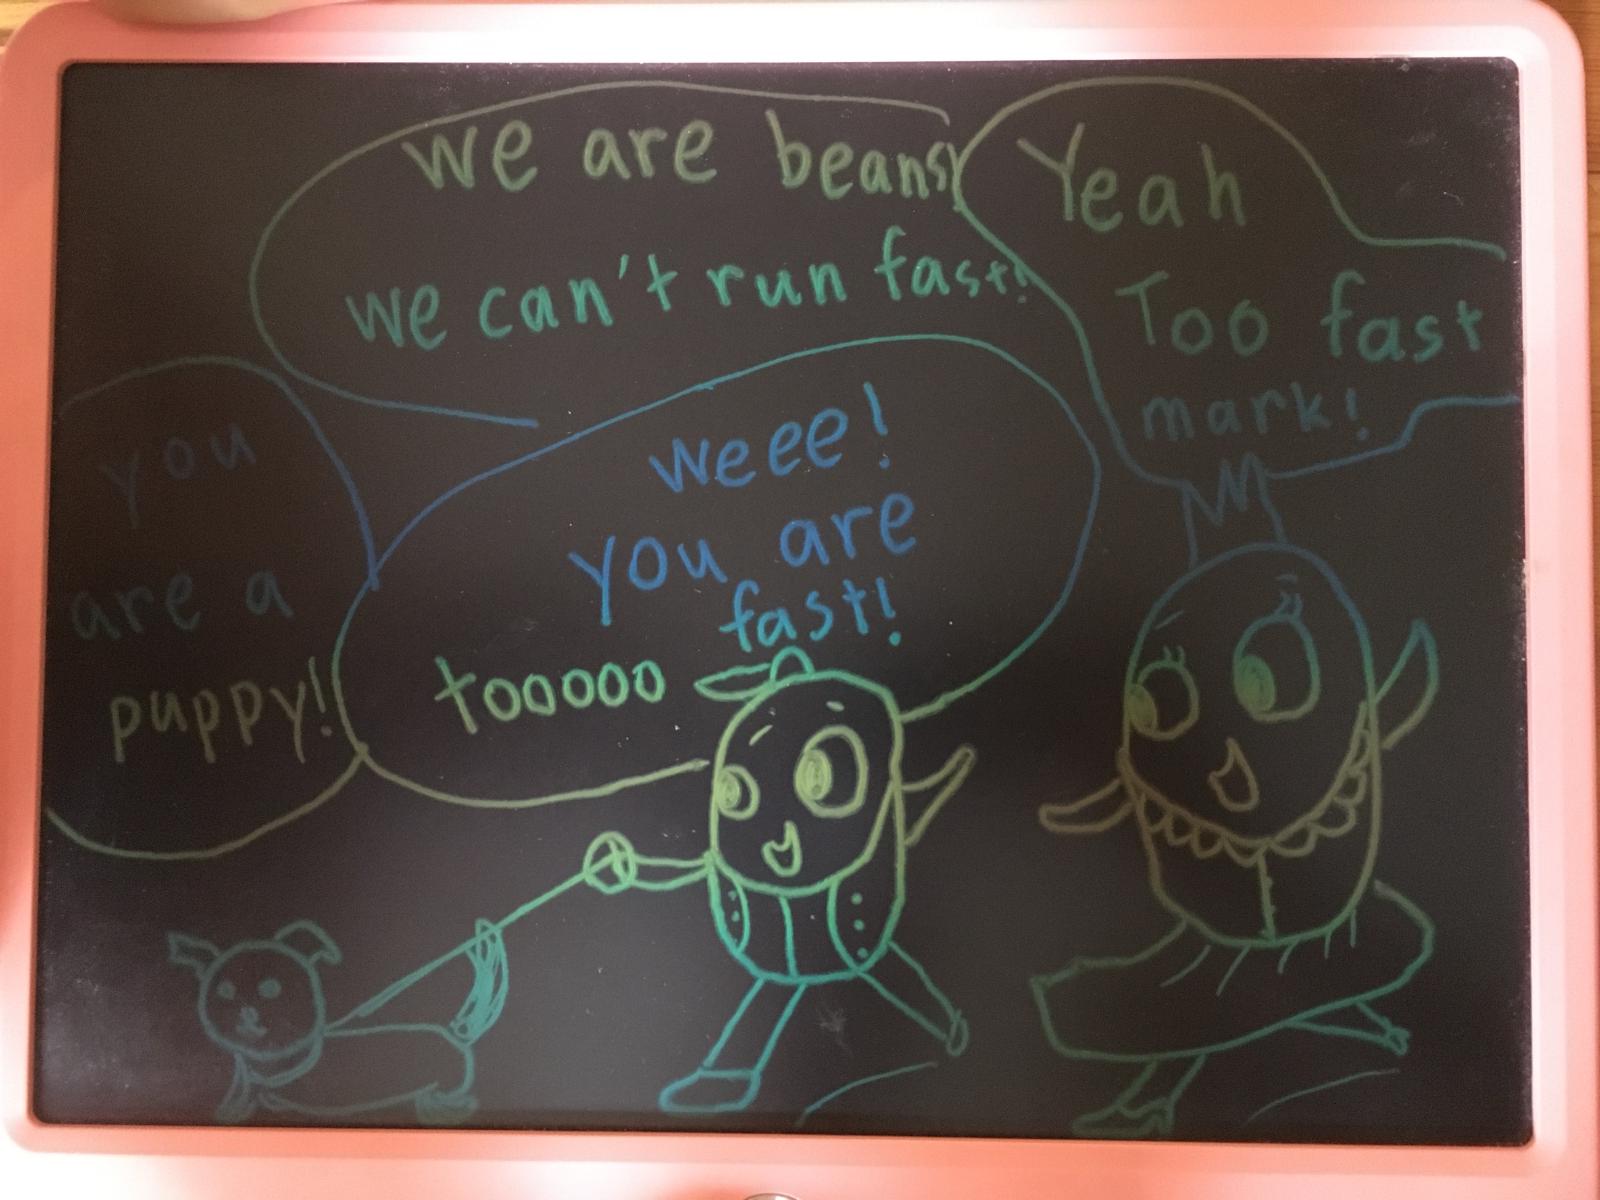 we are beans
we can't run fast!
Yeah
Too fast
mark!
weee!
you are
tooooo fast!
you
are a
puppy!